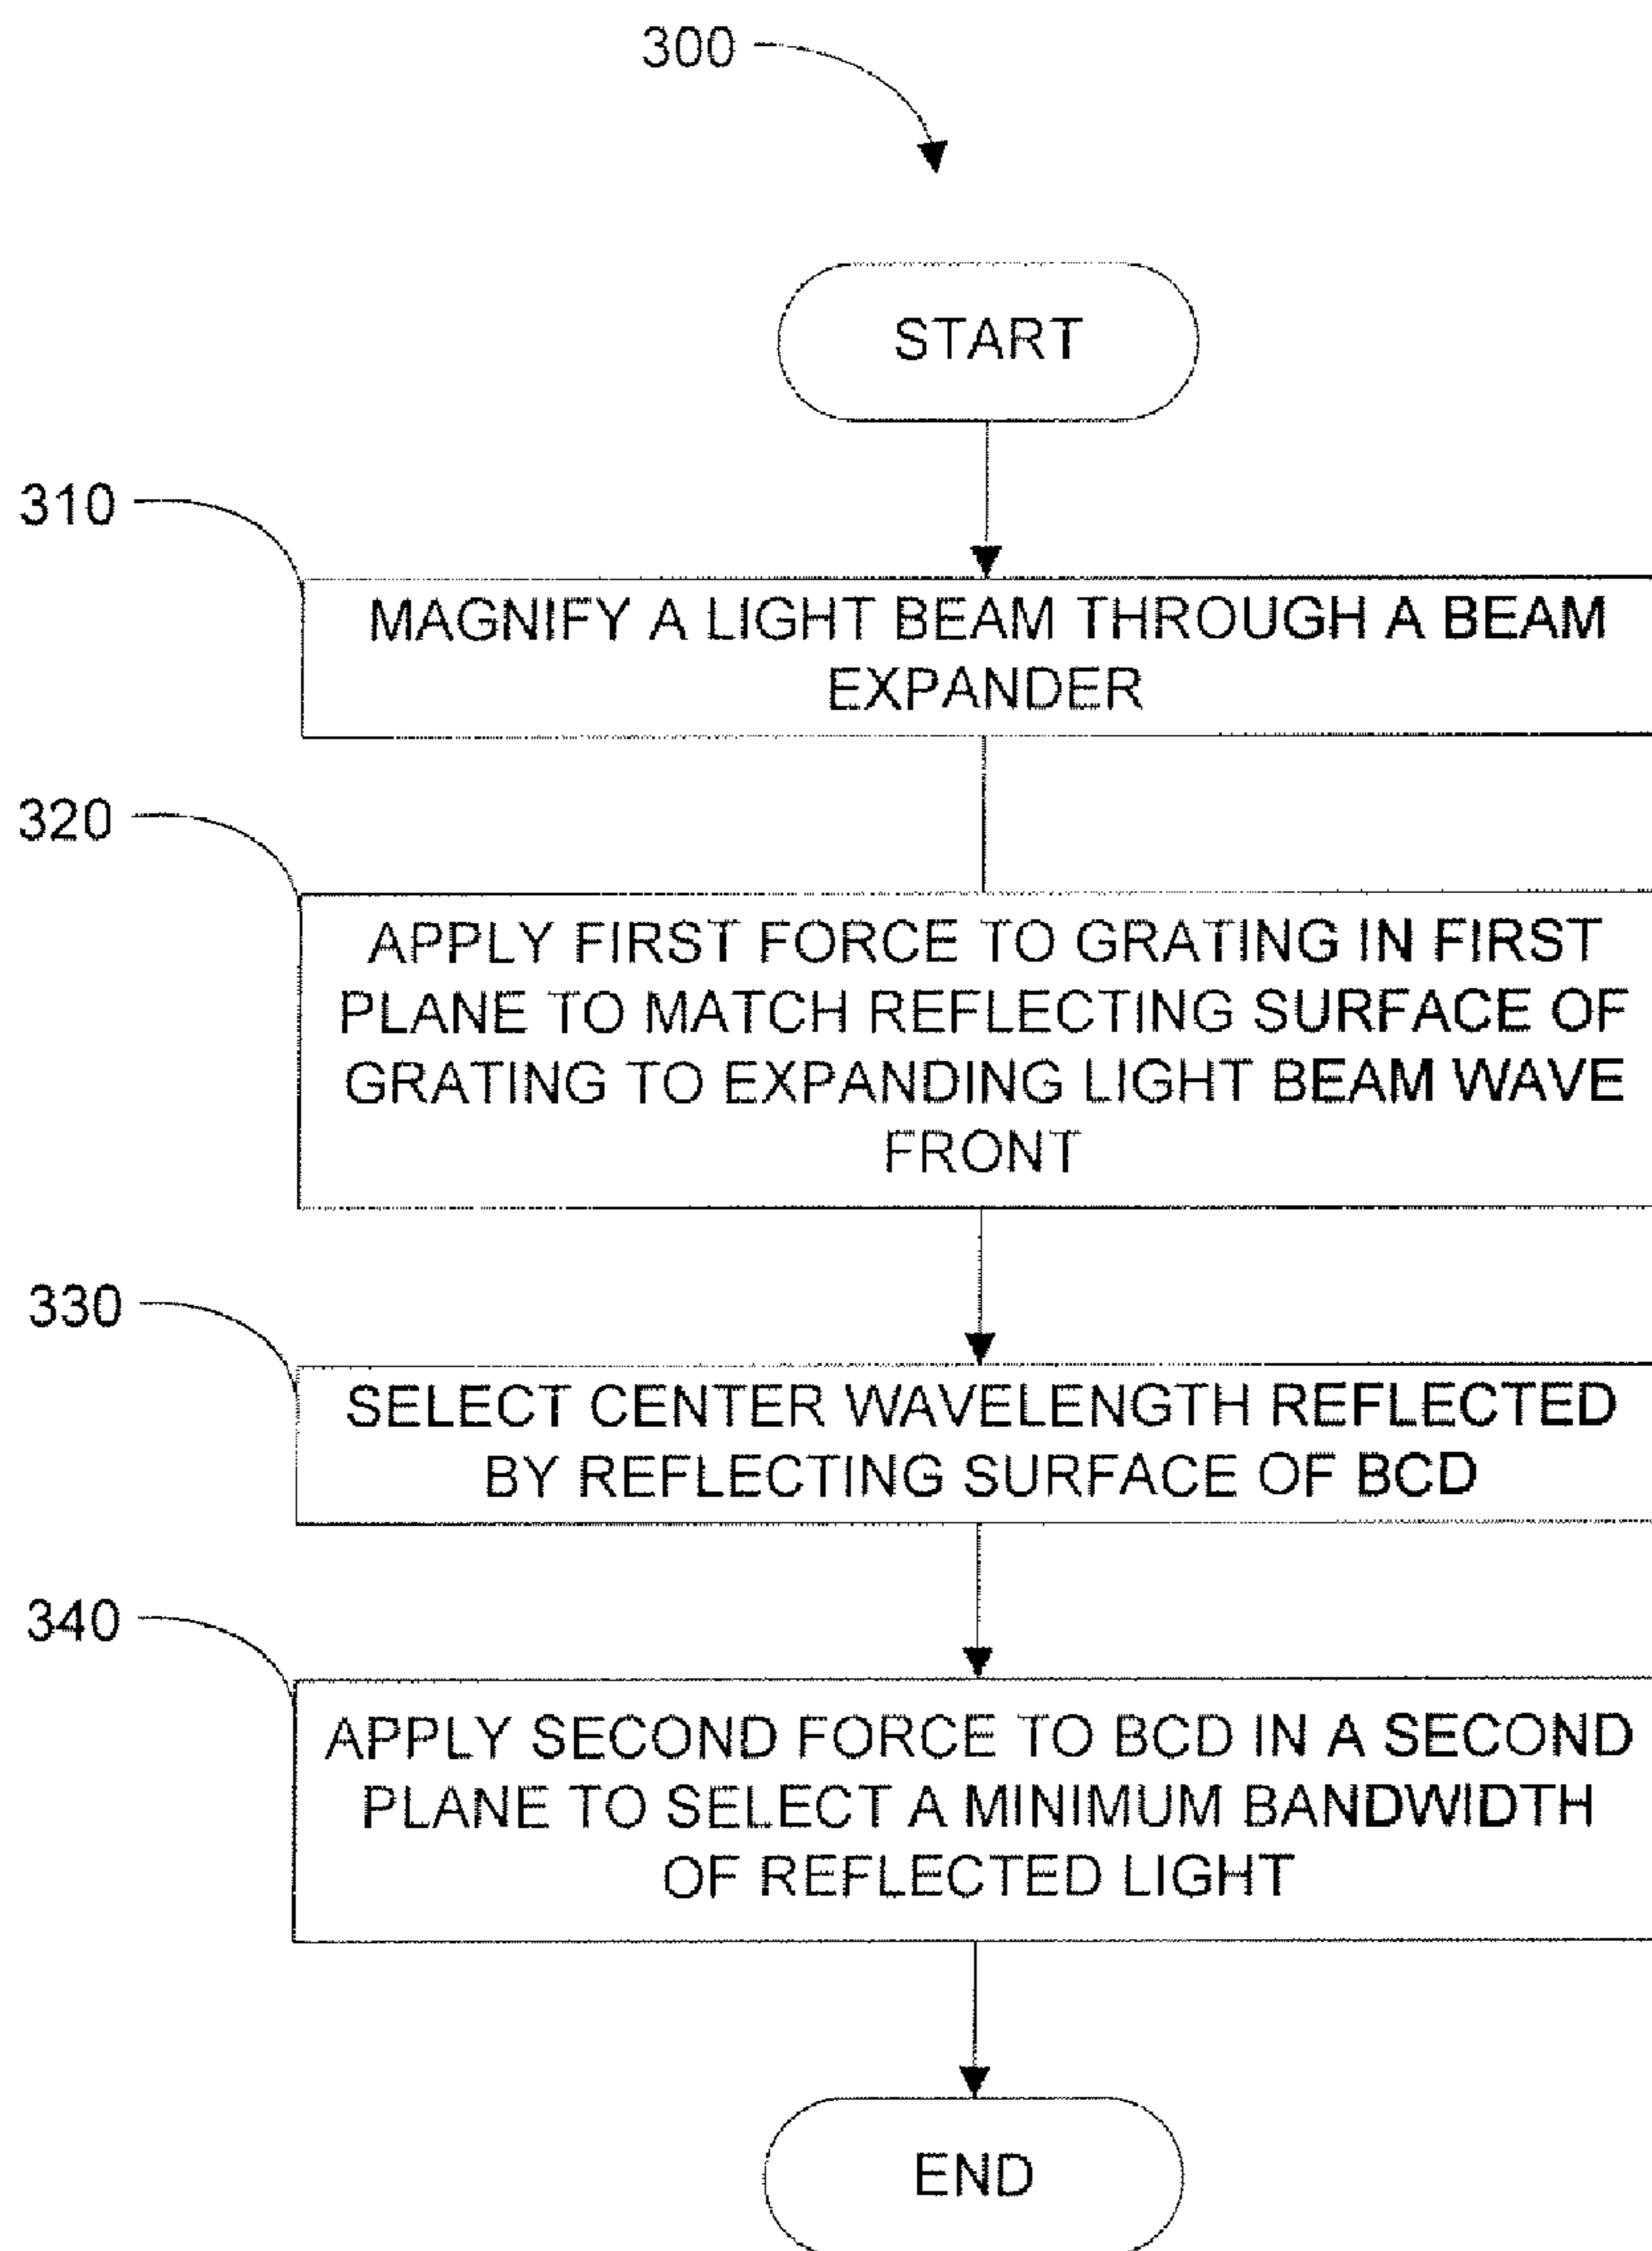 300
START
310
MAGNIFY A LIGHT BEAM THROUGH A BEAM
EXPANDER
320
APPLY FIRST FORCE TO GRATING IN FIRST
PLANE TO MATCH REFLECTING SURFACE OF
GRATING TO EXPANDING LIGHT BEAM WAVE
FRONT
330
SELECT CENTER WAVELENGTH REFLECTED
BY REFLECTING SURFACE OF BCD
340
APPLY SECOND FORCE TO BCD IN A SECOND
PLANE TO SELECT A MINIMUM BANDWIDTH
OF REFLECTED LIGHT
END